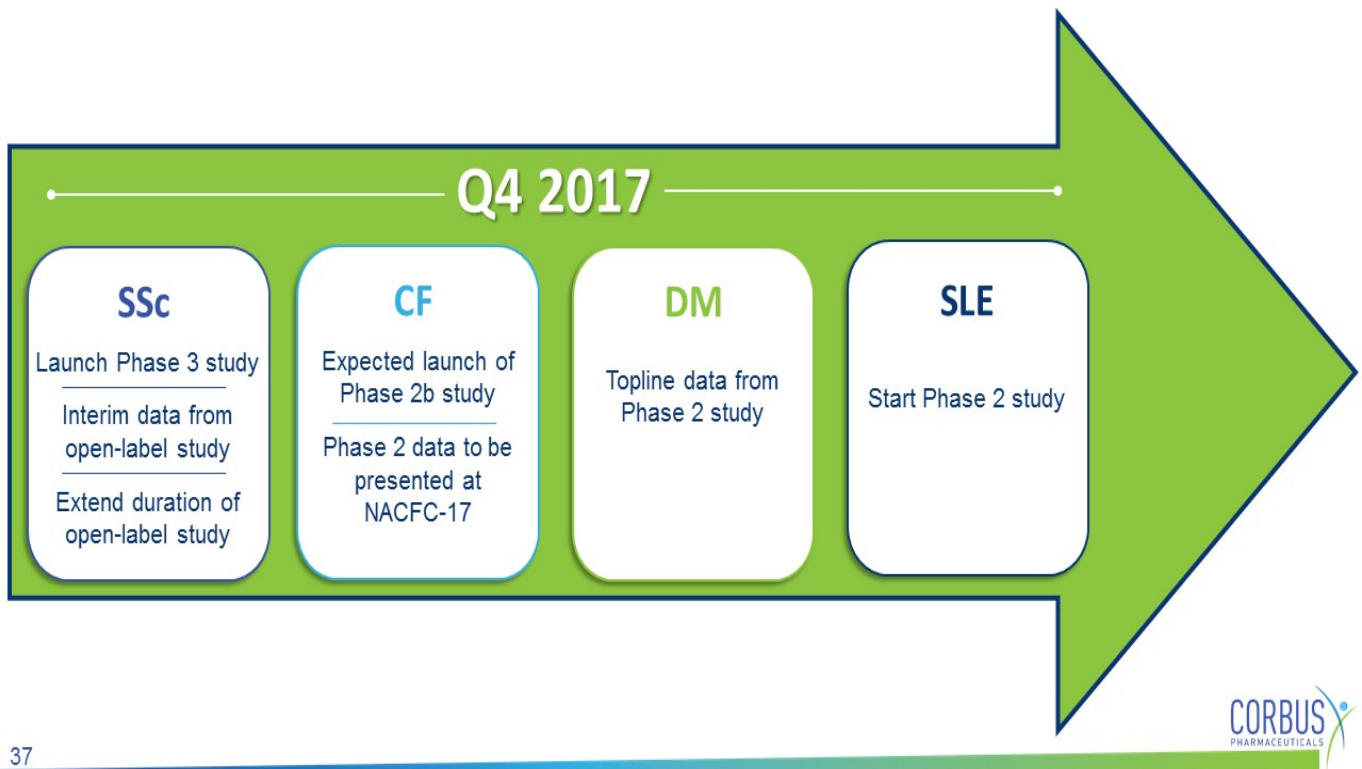 Q4 2017
SSc
Launch Phase 3 study
Interim data from
open-label study
Extend duration of
open-label study
CF
Expected launch of
Phase 2b study
Phase 2 data to be
presented at
NACFC-17
DM
Topline data from
Phase 2 study
SLE
Start Phase 2 study
CORBUS
PHARMACEUTICALS
37